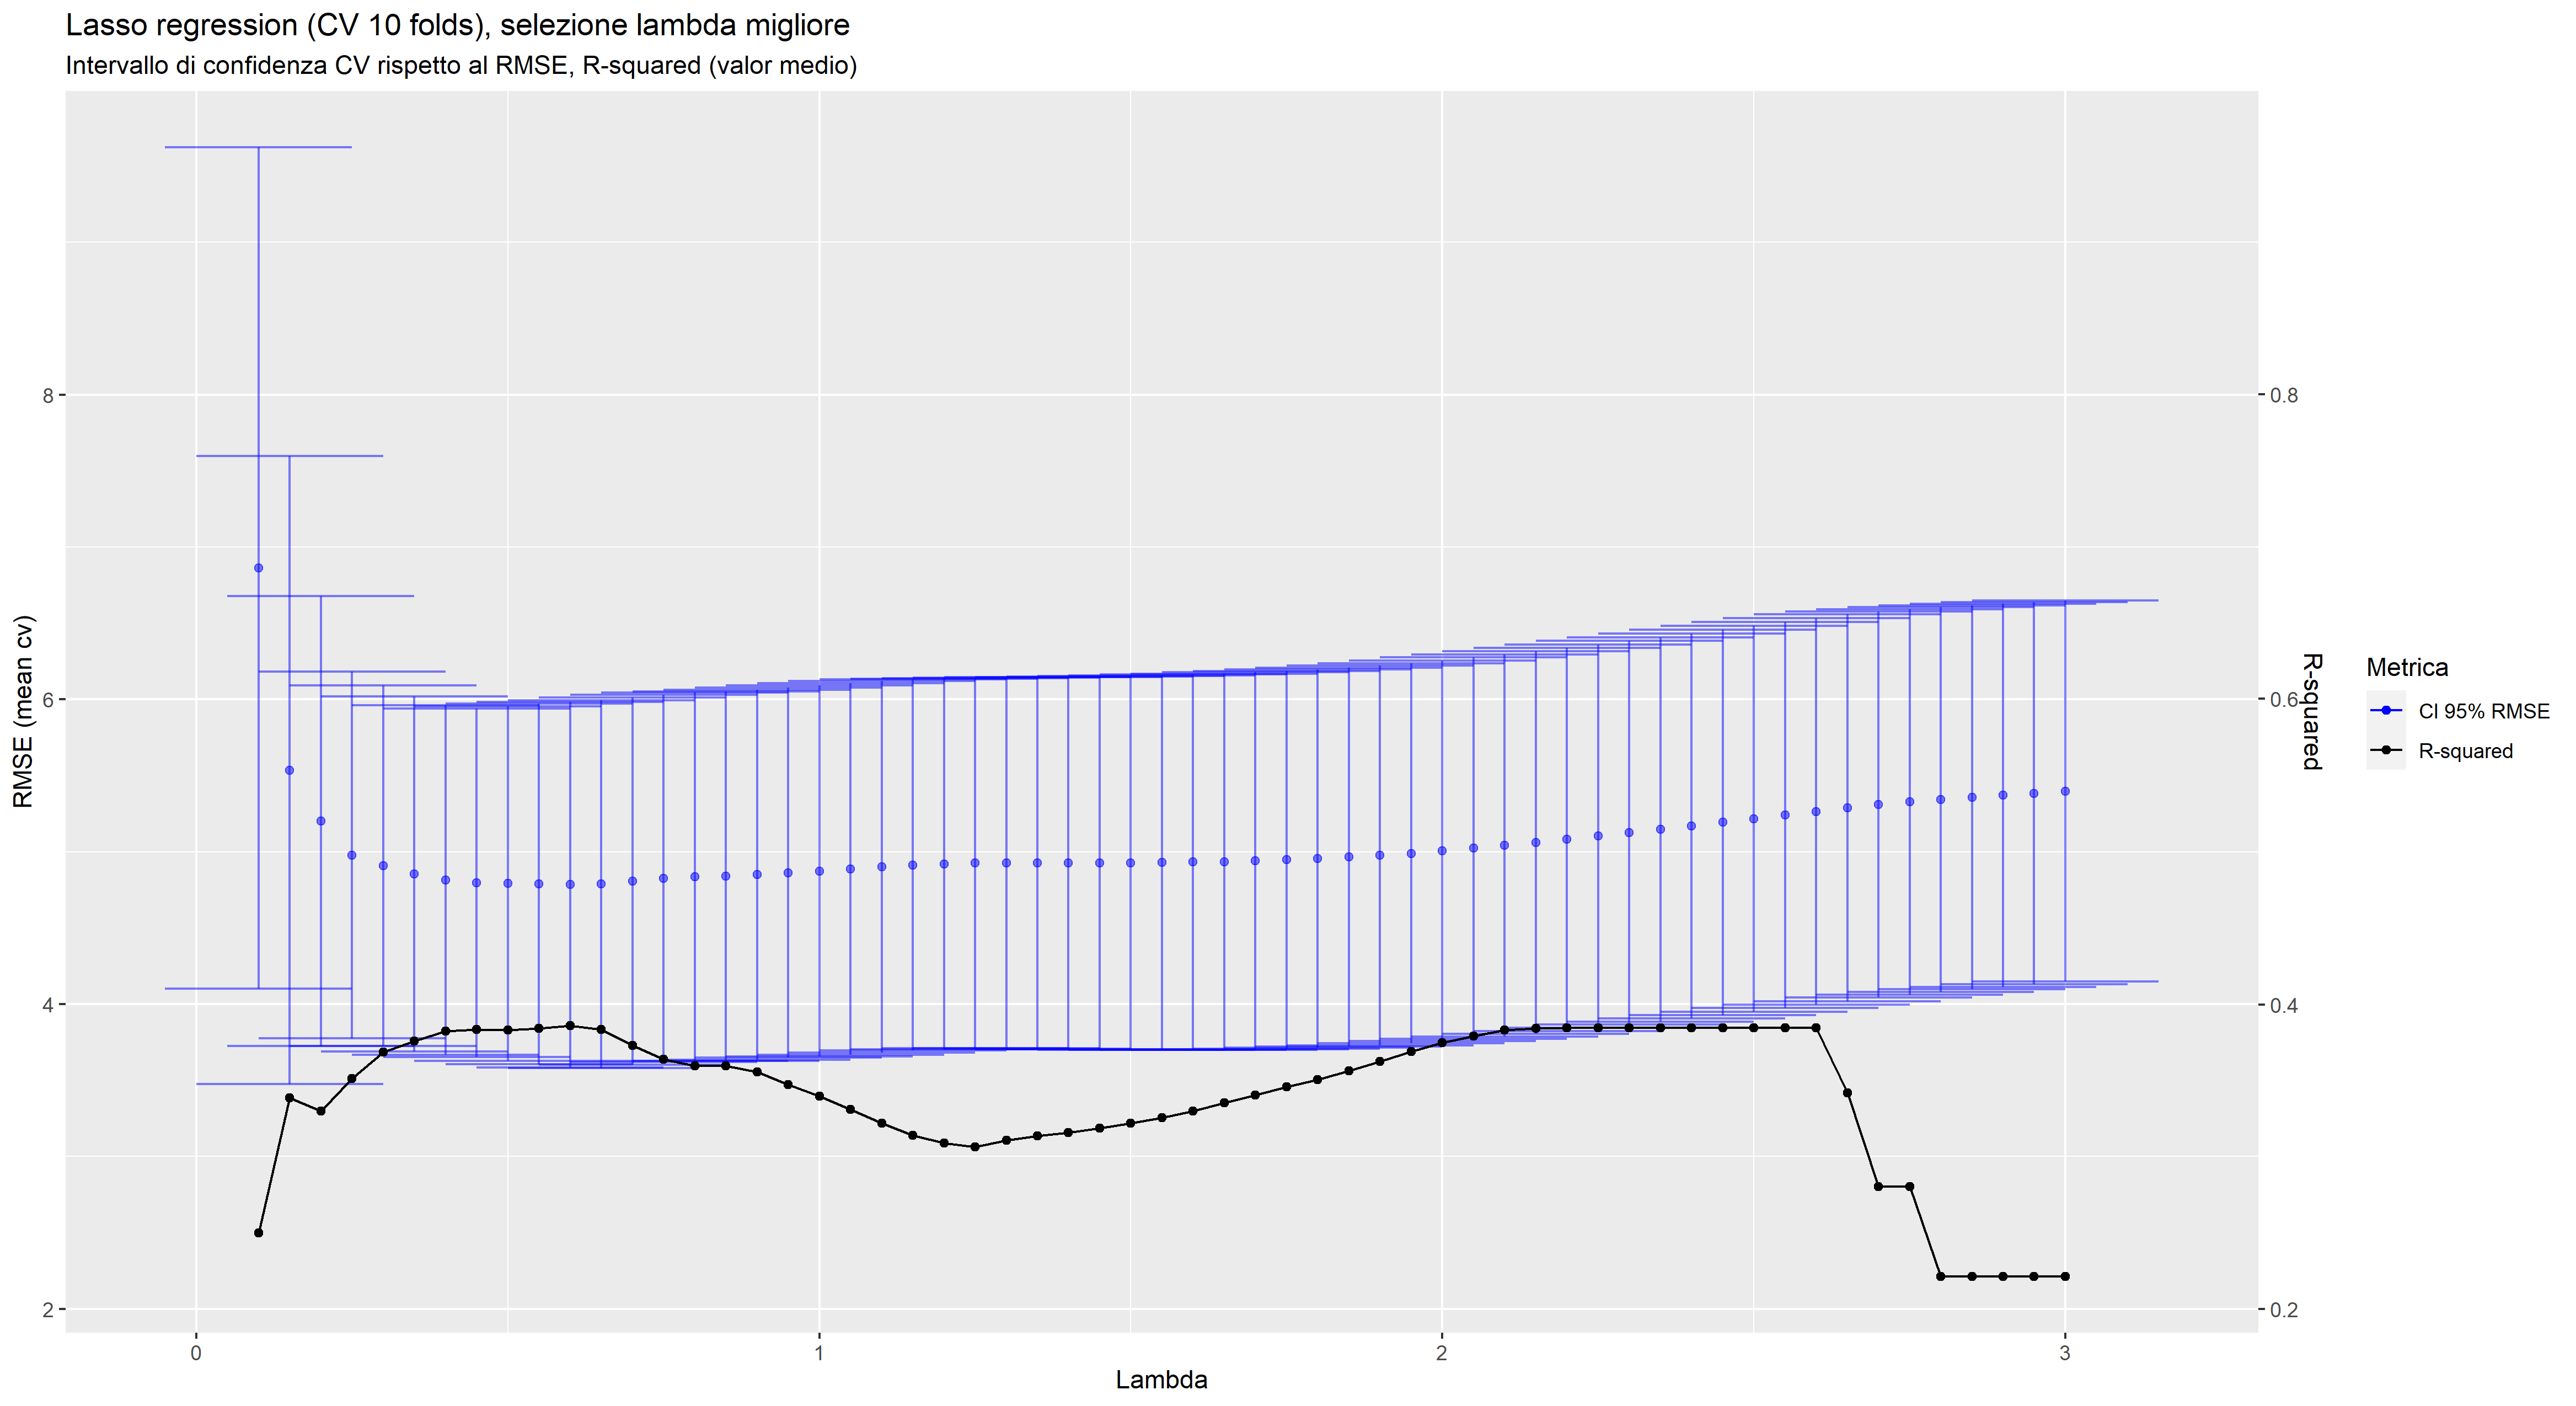 Lasso regression (CV 10 folds), selezione lambda migliore
Intervallo di confidenza CV rispetto al RMSE, R-squared (valor medio)
RMSE (mean cv)
8
6
4
2
0
1
2
3
Lambda
0.8
0.6
0.4
0.2
R-squared
Metrica
CI 95% RMSE
R-squared